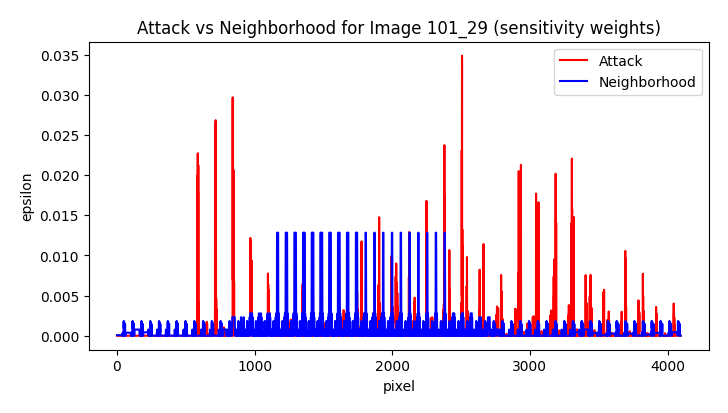 Attack vs Neighborhood for Image 101_29 (sensitivity weights)
0.035
0.030
0.025
0.020
0.015
0.010
0.005
0.000
epsilon
Attack
Neighborhood
0 1000 2000 3000 4000
pixel